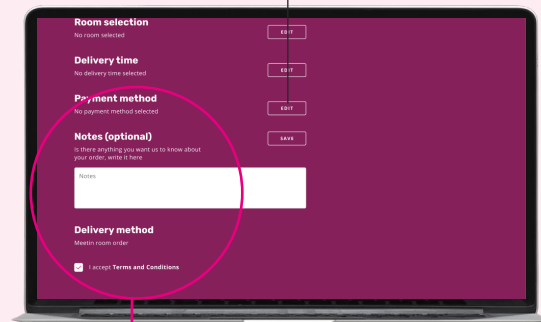 Room selection
No room selected
EDIT
Delivery time
No delivery time selected
EDIT
Payment method
No payment method selected
EDIT
Notes (optional)
Is there anything you want us to know about
your order, write it here
SAVE
Notes
Delivery method
Meetin room order
I accept Terms and Conditions